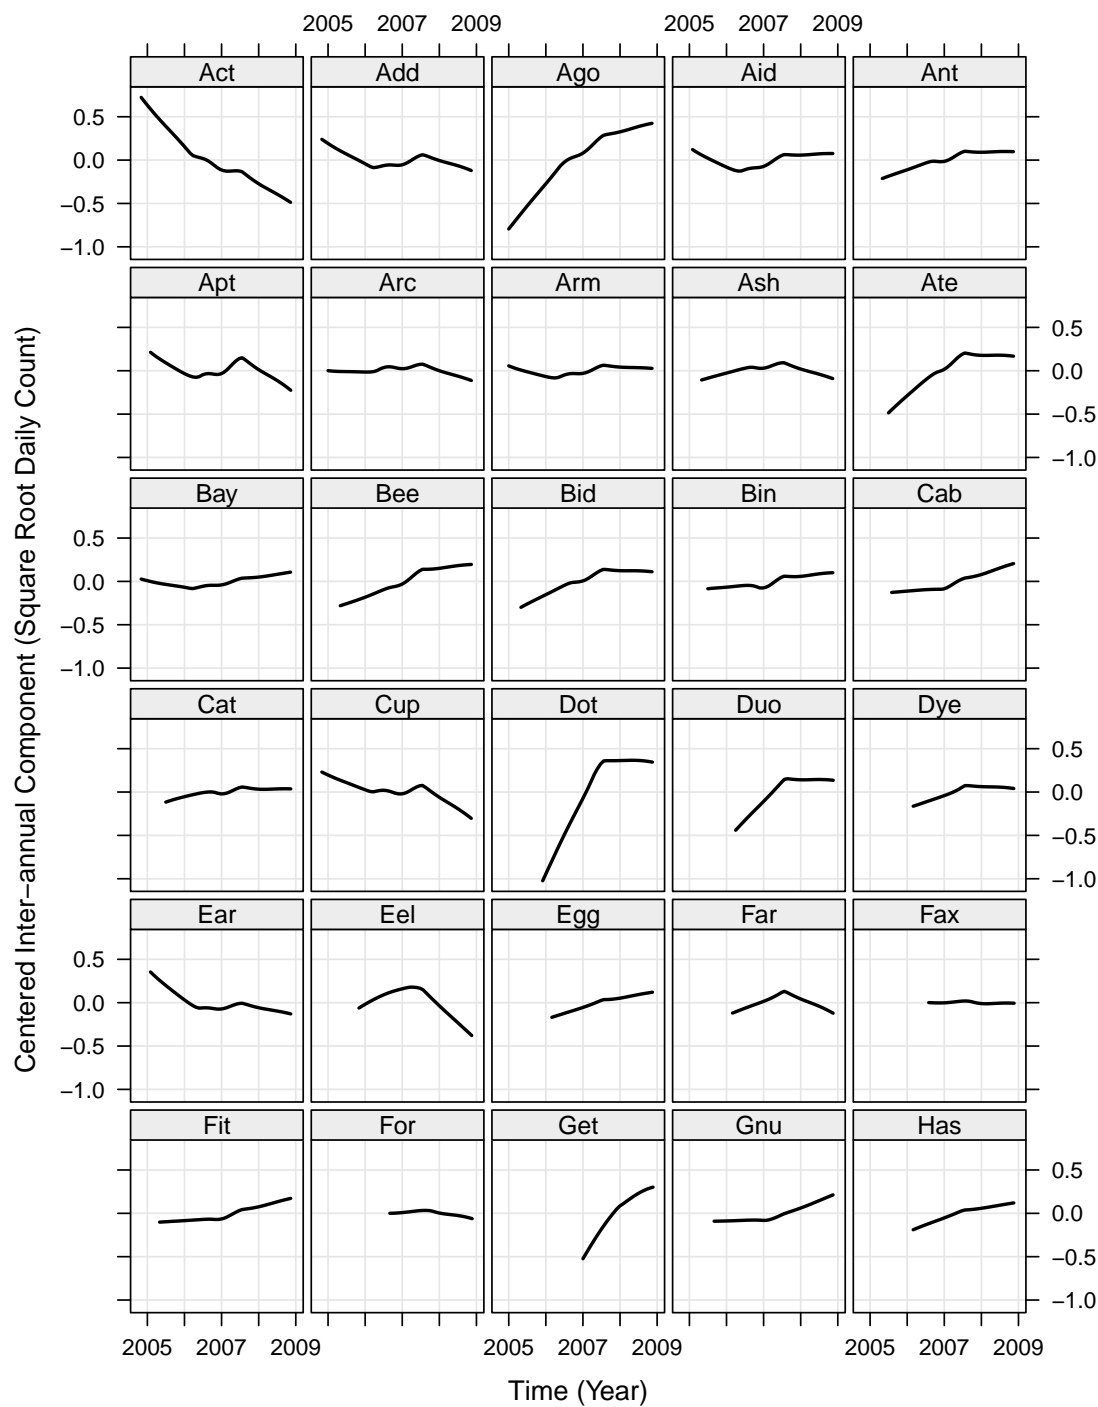 2005 2007 2009 2005 2007 2009
Act Add Ago Aid Ant
0.5
0.0
−0.5
−1.0
Apt Arc Arm Ash Ate
0.5
0.0
−0.5
−1.0
Bay Bee Bid Bin Cab
0.5
0.0
−0.5
−1.0
Cat Cup Dot Duo Dye
0.5
0.0
−0.5
−1.0
Ear Eel Egg Far Fax
0.5
0.0
−0.5
−1.0
Fit For Get Gnu Has
0.5
0.0
−0.5
−1.0
2005 2007 2009 2005 2007 2009 2005 2007 2009
Time (Year)
Centered Inter−annual Component (Square Root Daily Count)